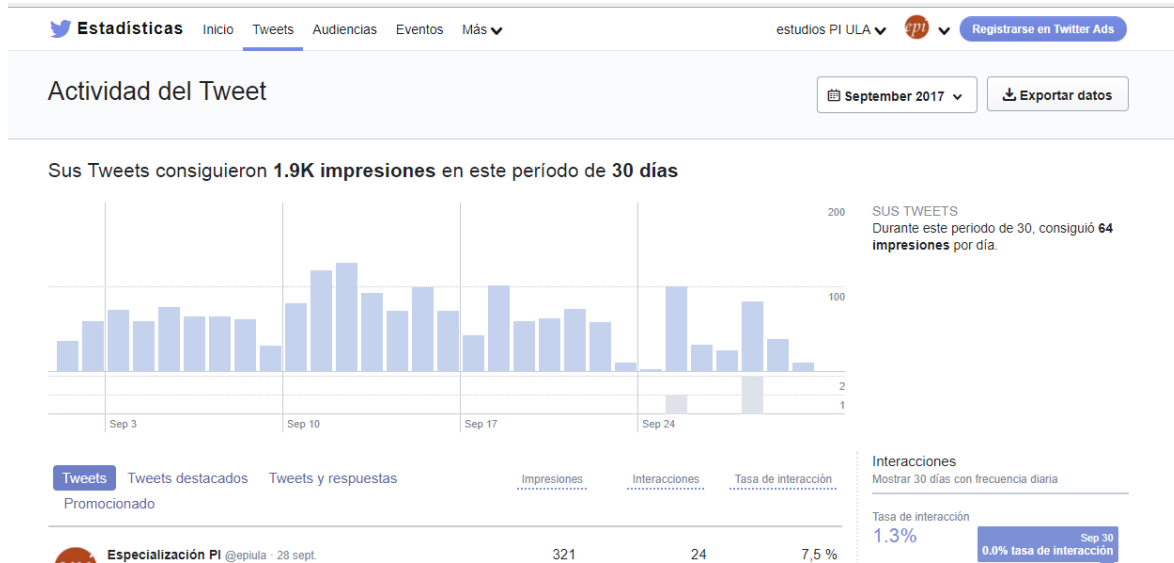 Estadísticas Inicio Tweets Audiencias Eventos Más estudios PI ULA epi Registrarse en Twitter Ads
Actividad del Tweet September 2017 Exportar datos
Sus Tweets consiguieron 1.9K impresiones en este período de 30 días
200
100
2
1
Sep 3 Sep 10 Sep 17 Sep 24
SUS TWEETS
Durante este periodo de 30, consiguió 64
impresiones por día.
Tweets Tweets destacados Tweets y respuestas
Promocionado
Impresiones Interacciones Tasa de interacción
Especialización PI @epiula · 28 sept. 321 24 7,5 %
Interacciones
Mostrar 30 días con frecuencia diaria
Tasa de interacción
1.3%
Sep 30
0.0% tasa de interacción